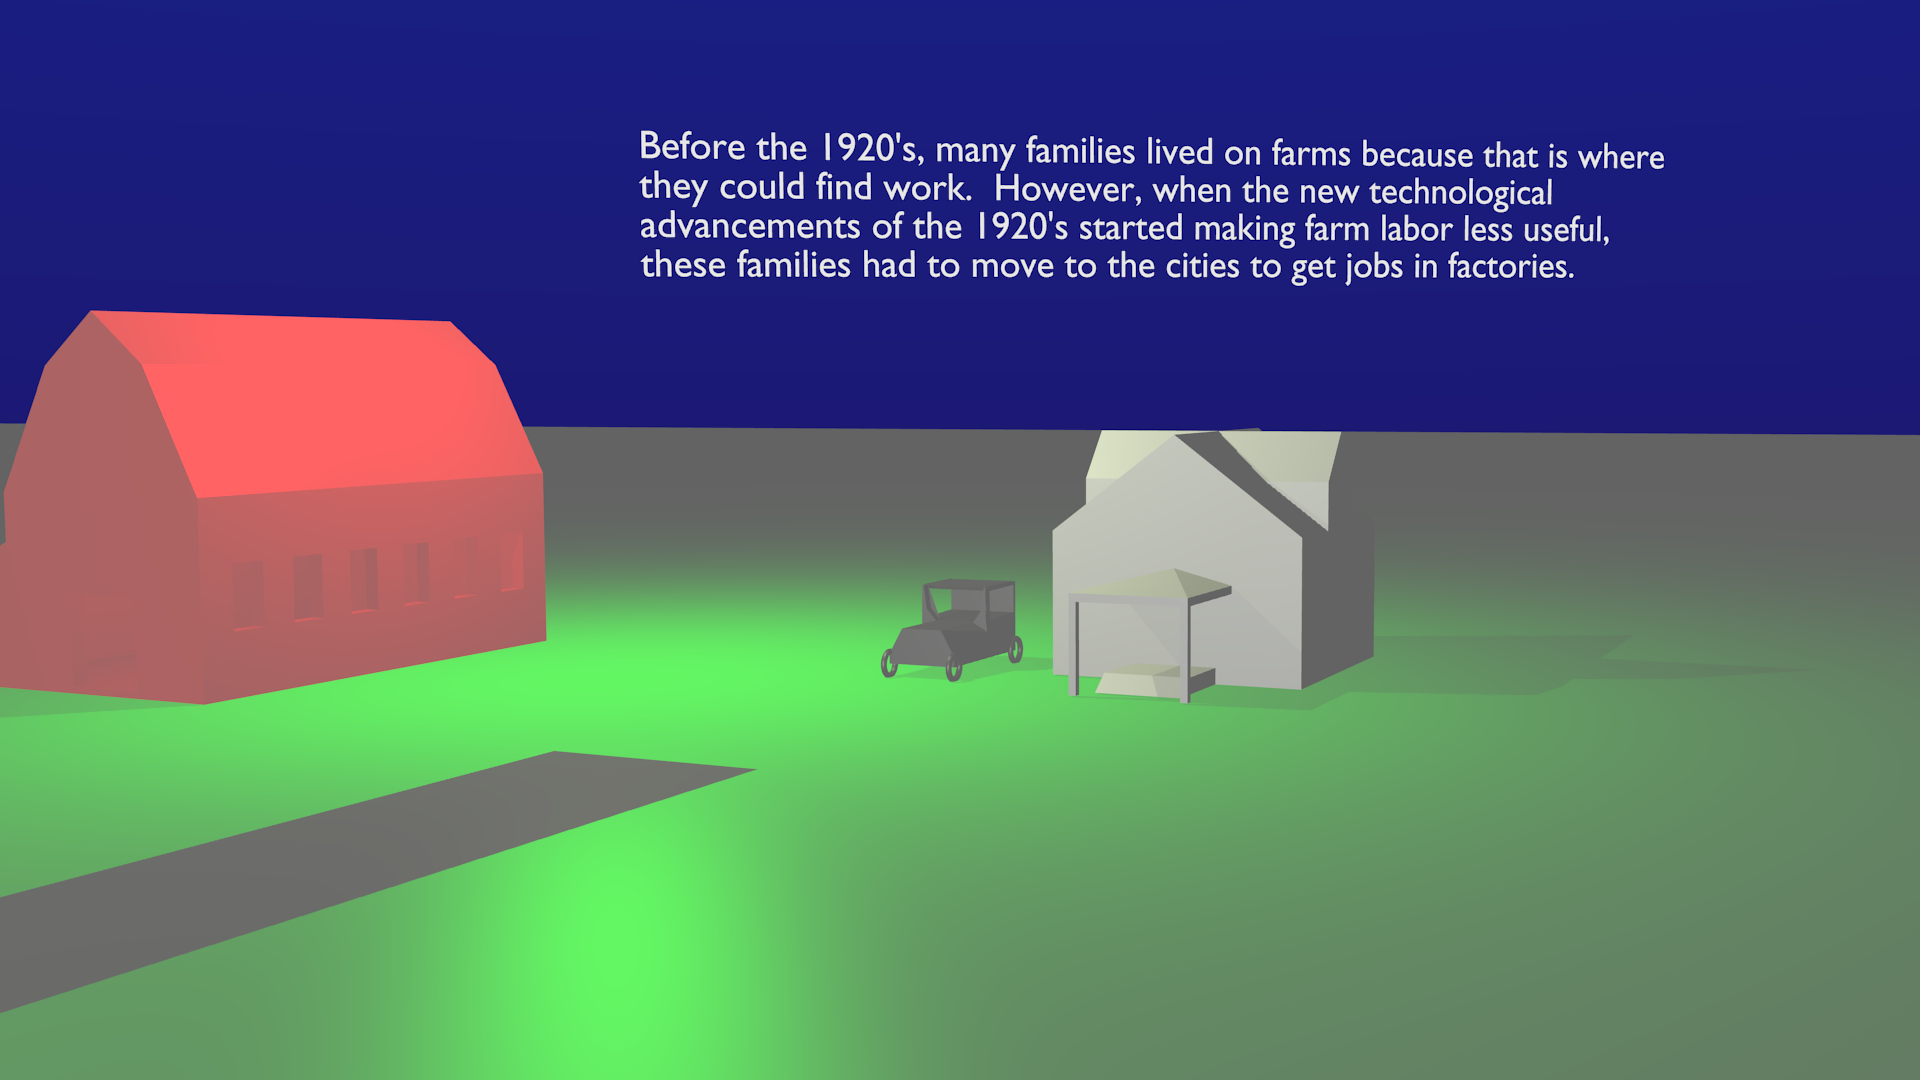 Before the 1920's, many families lived on farms because that is where
they could find work.  However, when the new technological
advancements of the 1920's started making farm labor less useful,
these families had to move to the cities to get jobs in factories.